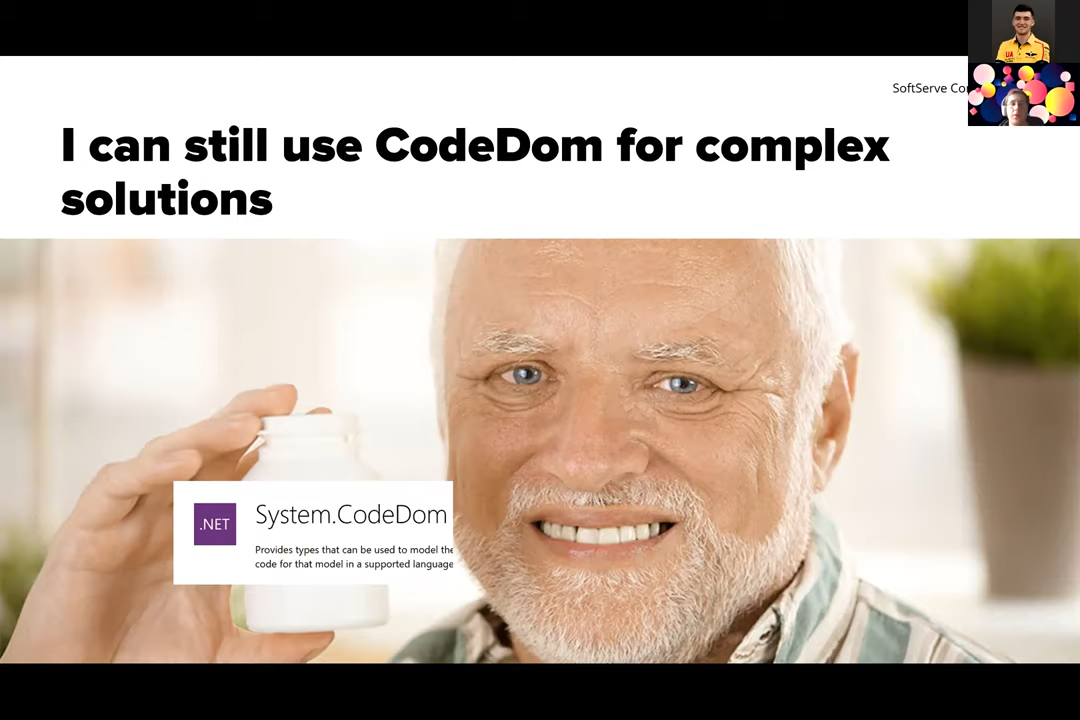 SoftServe
I can still use CodeDom for complex
solutions
.NET
System.CodeDom
Provides types that can be used to model the
code for that model in a supported language
UA